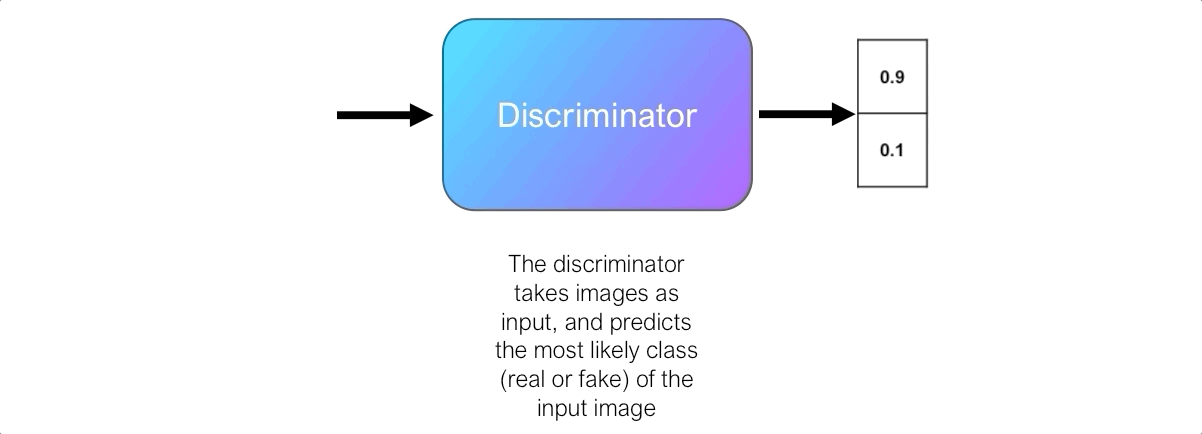 Discriminator
0.9
0.1
The discriminator
takes images as
input, and predicts
the most likely class
(real or fake) of the
input image